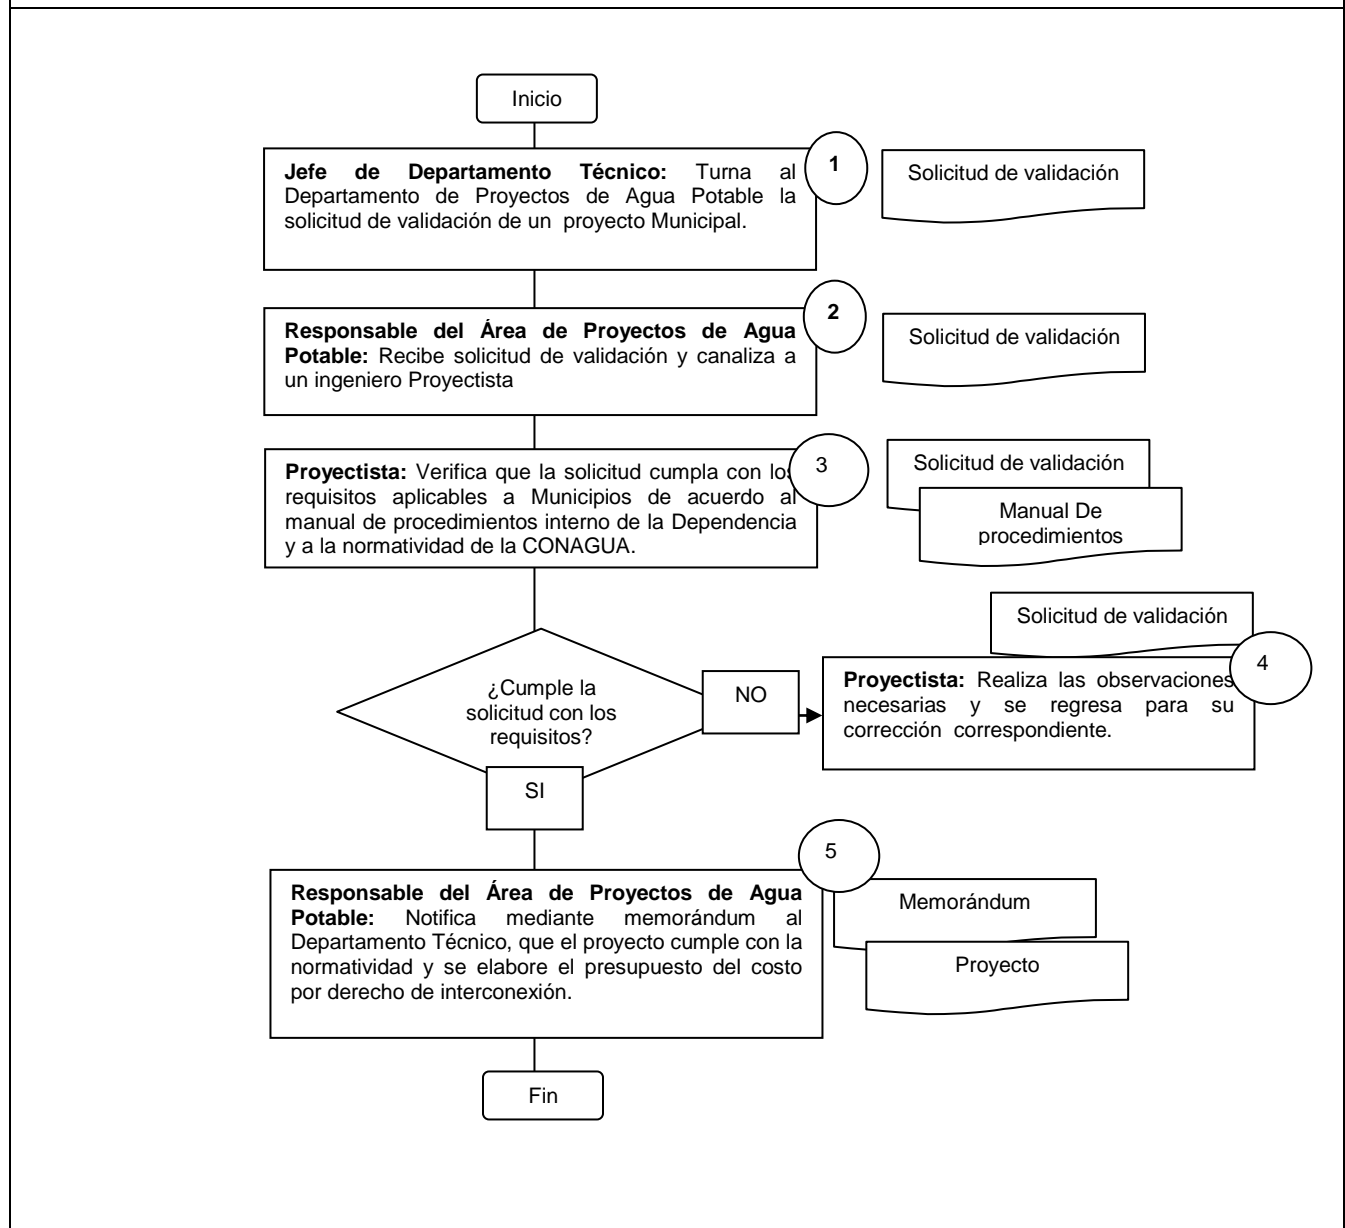 Inicio
1
Jefe de Departamento Técnico: Turna al
Departamento de Proyectos de Agua Potable la
solicitud de validación de un proyecto Municipal.
Solicitud de validación
2
Responsable del Área de Proyectos de Agua
Potable: Recibe solicitud de validación y canaliza a
un ingeniero Proyectista
Solicitud de validación
3
Proyectista: Verifica que la solicitud cumpla con los
requisitos aplicables a Municipios de acuerdo al
manual de procedimientos interno de la Dependencia
y a la normatividad de la CONAGUA.
Solicitud de validación
Manual De
procedimientos
¿Cumple la
solicitud con los
requisitos?
NO
Solicitud de validación
4
Proyectista: Realiza las observaciones
necesarias y se regresa para su
corrección correspondiente.
SI
5
Responsable del Área de Proyectos de Agua
Potable: Notifica mediante memorándum al
Departamento Técnico, que el proyecto cumple con la
normatividad y se elabore el presupuesto del costo
por derecho de interconexión.
Memorándum
Proyecto
Fin